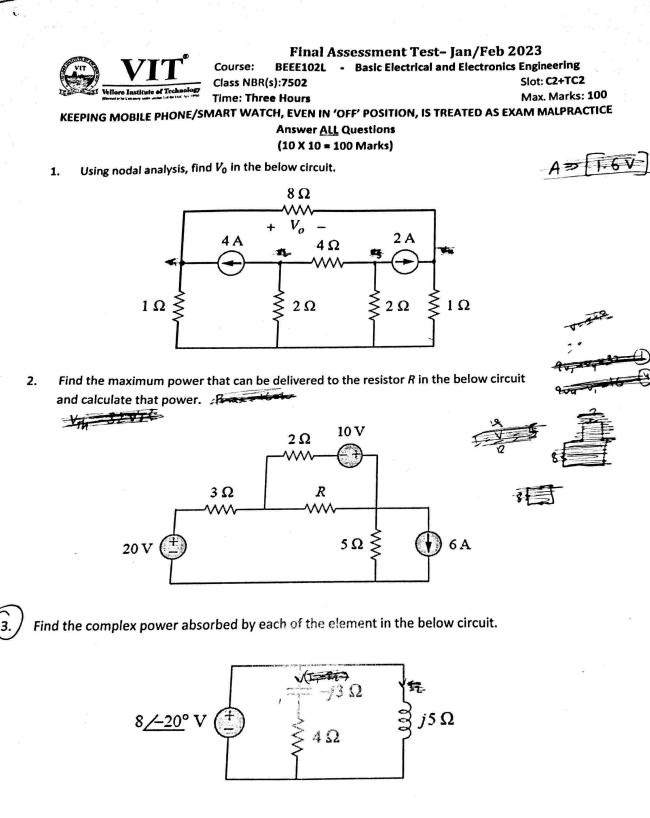 Final Assessment Test– Jan/Feb 2023
VIT®
VIT
Vellore Institute of Technology
Course: BEEE102L - Basic Electrical and Electronics Engineering
Class NBR(s):7502 Slot: C2+TC2
Time: Three Hours Max. Marks: 100
KEEPING MOBILE PHONE/SMART WATCH, EVEN IN 'OFF' POSITION, IS TREATED AS EXAM MALPRACTICE
Answer ALL Questions
(10 X 10 = 100 Marks)
1. Using nodal analysis, find Vo in the below circuit.
A ⇒ 1.6 V
8 Ω
+ Vo −
4 A 4 Ω 2 A
1 Ω 2 Ω 2 Ω 1 Ω
2. Find the maximum power that can be delivered to the resistor R in the below circuit
and calculate that power.
2 Ω 10 V
3 Ω R
20 V 5 Ω 6 A
3. Find the complex power absorbed by each of the element in the below circuit.
-j3 Ω
8∠-20° V j5 Ω
4 Ω